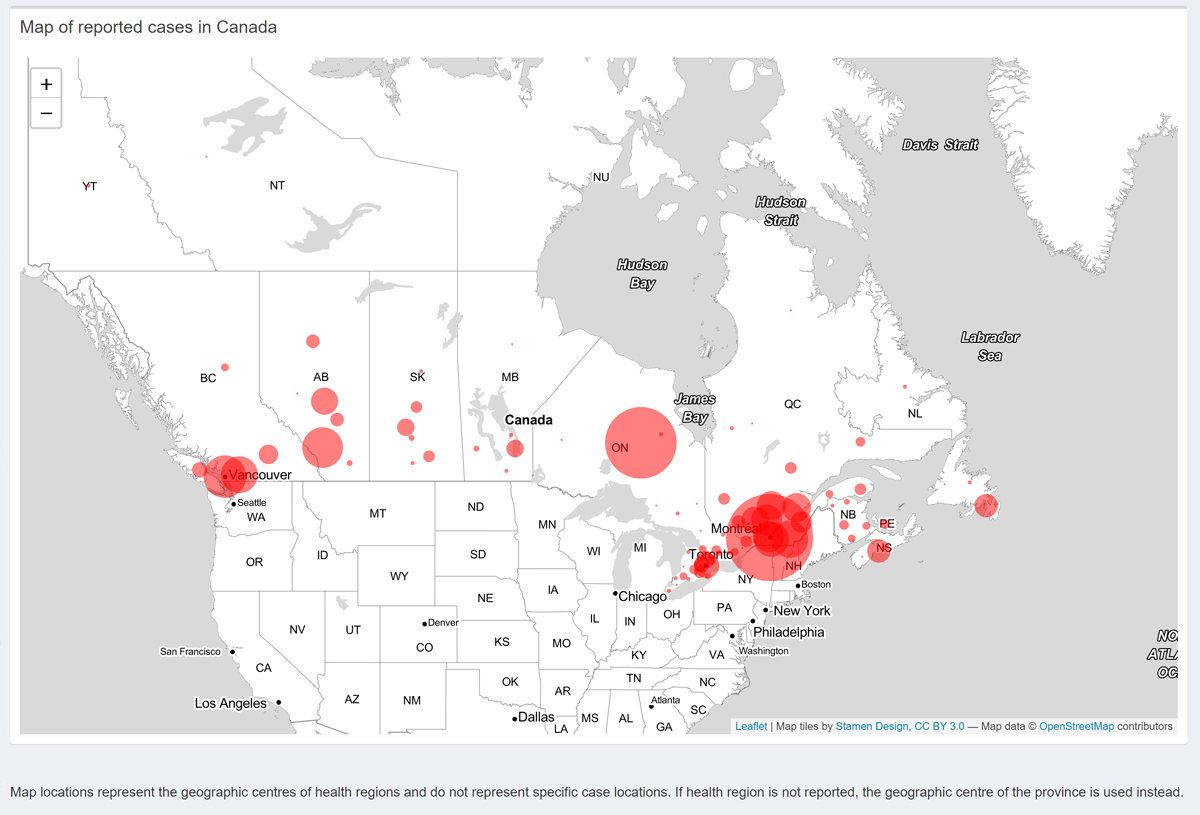 Map of reported cases in Canada
+
−
Davis Strait
YT
NT
NU
Hudson
Strait
Hudson
Bay
Labrador
Sea
BC
AB
SK
MB
James
Bay
QC
NL
Canada
ON
Vancouver
Seattle
WA
MT
ND
MN
Montréal
NB
PE
NS
Toronto
OR
ID
SD
WI
MI
NH
WY
NY
Boston
NE
IA
Chicago
PA
New York
OH
IL
IN
NV
UT
Denver
CO
KS
MO
Philadelphia
Washington
San Francisco
KY
VA
NO
ATLA
OC
CA
TN
NC
OK
AR
Los Angeles
AZ
NM
Atlanta
SC
Dallas
LA
MS
AL
GA
Leaflet | Map tiles by Stamen Design, CC BY 3.0 — Map data © OpenStreetMap contributors
Map locations represent the geographic centres of health regions and do not represent specific case locations. If health region is not reported, the geographic centre of the province is used instead.